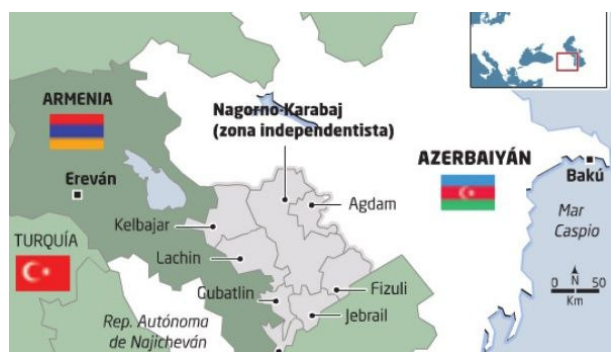 ARMENIA
Ereván
TURQUÍA
Nagorno-Karabaj
(zona independentista)
Kelbajar
Lachin
Gubatlin
Agdam
Fizuli
Jebrail
Rep. Autónoma
de Najicheván
AZERBAIYÁN
Bakú
Mar
Caspio
N
0 50
Km